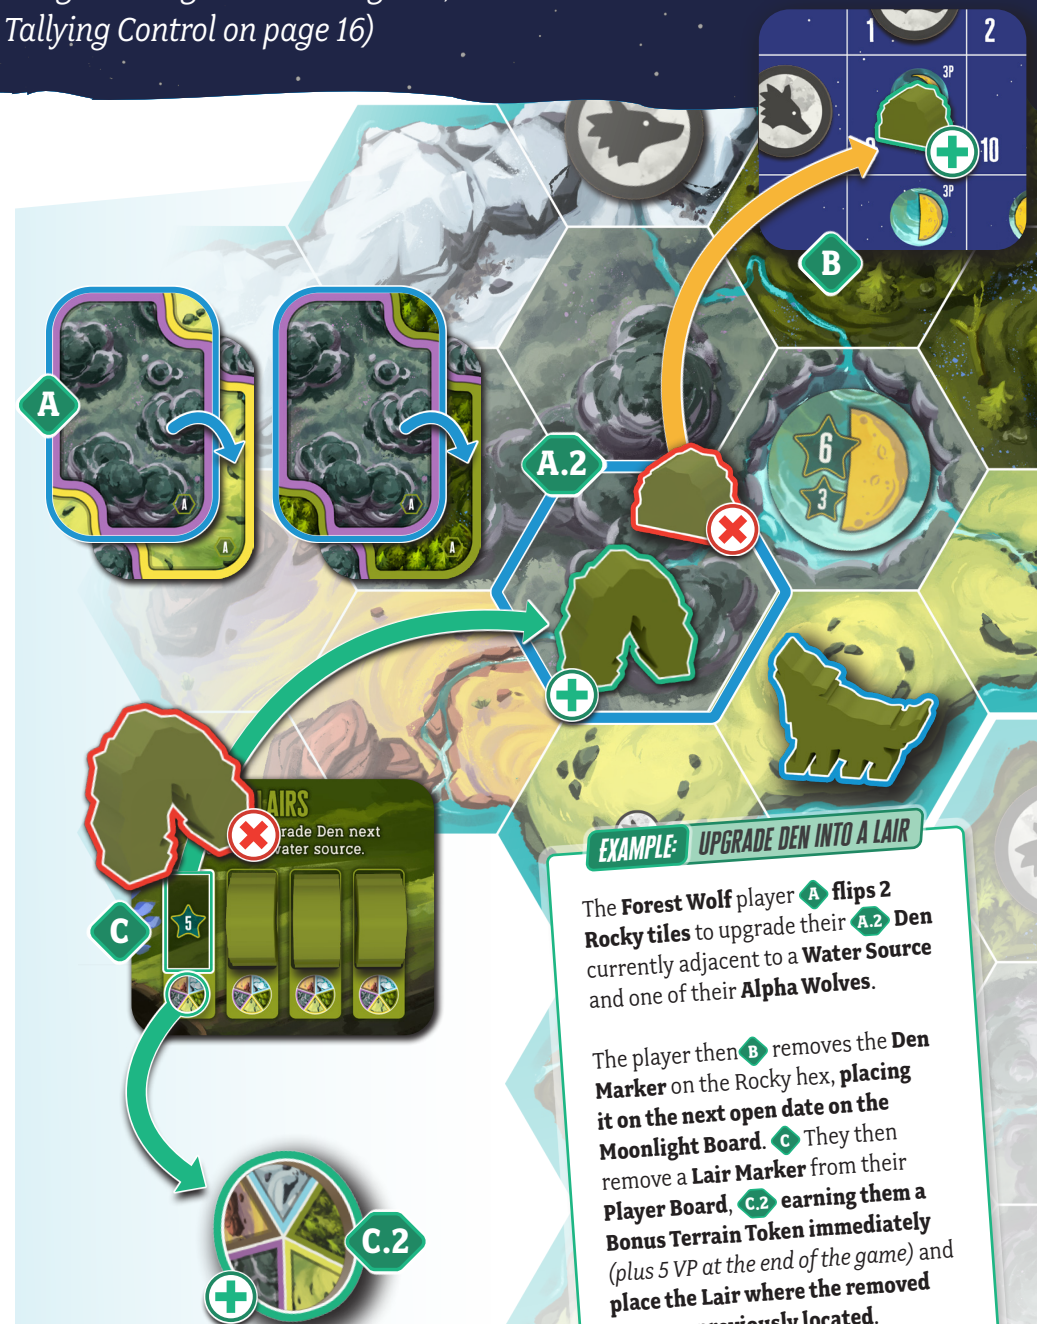 Tallying Control on page 16)
1
2
3P
10
3P
B
A
A
A
A
A
A.2
6
3
LAIRS
rade Den next
water source.
C
5
C.2
EXAMPLE: UPGRADE DEN INTO A LAIR
The Forest Wolf player A flips 2
Rocky tiles to upgrade their A.2 Den
currently adjacent to a Water Source
and one of their Alpha Wolves.
The player then B removes the Den
Marker on the Rocky hex, placing
it on the next open date on the
Moonlight Board. C They then
remove a Lair Marker from their
Player Board, C.2 earning them a
Bonus Terrain Token immediately
(plus 5 VP at the end of the game) and
place the Lair where the removed
previously located.